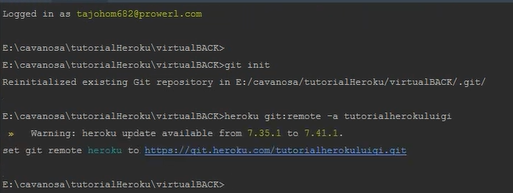 Logged in as tajohom682@prowerl.com
E:\cavanosa\tutorialHeroku\virtualBACK>
E:\cavanosa\tutorialHeroku\virtualBACK>git init
Reinitialized existing Git repository in E:/cavanosa/tutorialHeroku/virtualBACK/.git/
E:\cavanosa\tutorialHeroku\virtualBACK>heroku git:remote -a tutorialherokuluigi
» Warning: heroku update available from 7.35.1 to 7.41.1.
set git remote heroku to https://git.heroku.com/tutorialherokuluigi.git
E:\cavanosa\tutorialHeroku\virtualBACK>